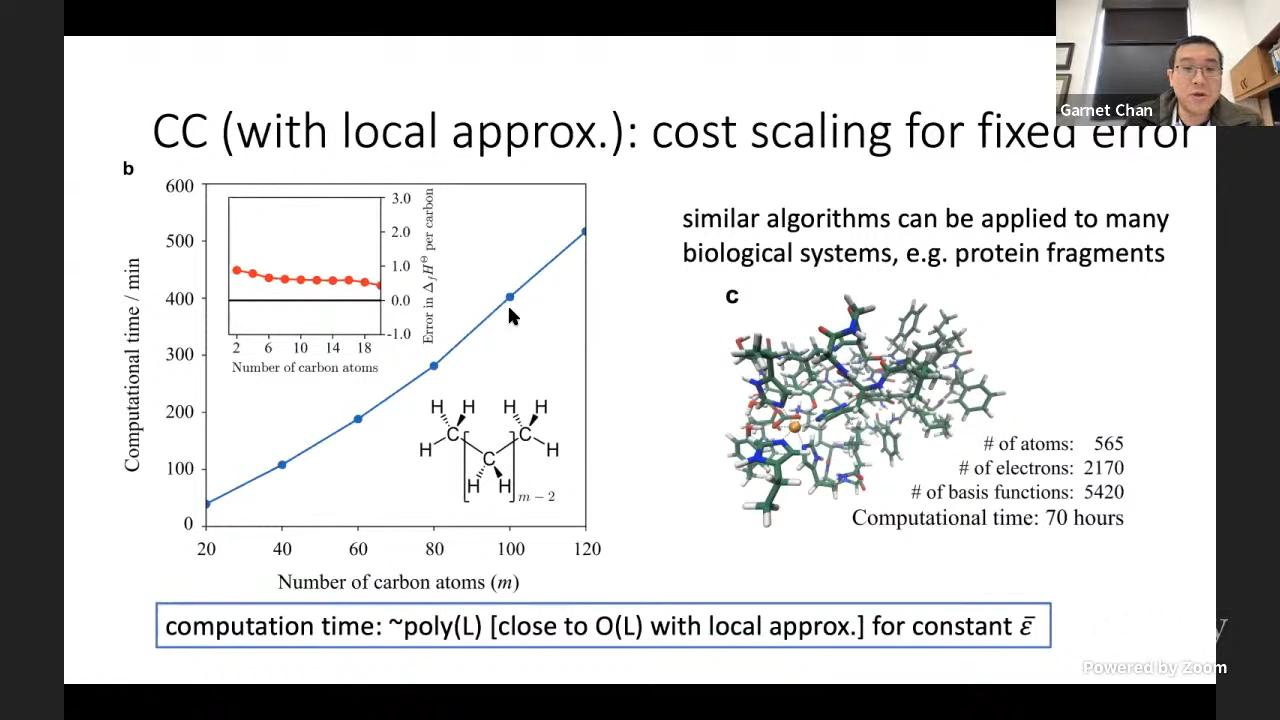 Garnet Chan
CC (with local approx.): cost scaling for fixed error
b
600
500
400
300
200
100
0
20
40
60
80
100
120
Computational time / min
Number of carbon atoms (m)
3.0
2.0
1.0
0.0
-1.0
2
6
10
14
18
Number of carbon atoms
Error in Δ_f H^⊖ per carbon
H H H H
H C C H
C
H H
m − 2
similar algorithms can be applied to many
biological systems, e.g. protein fragments
c
# of atoms: 565
# of electrons: 2170
# of basis functions: 5420
Computational time: 70 hours
computation time: ~poly(L) [close to O(L) with local approx.] for constant ε̄
Powered by Zoom